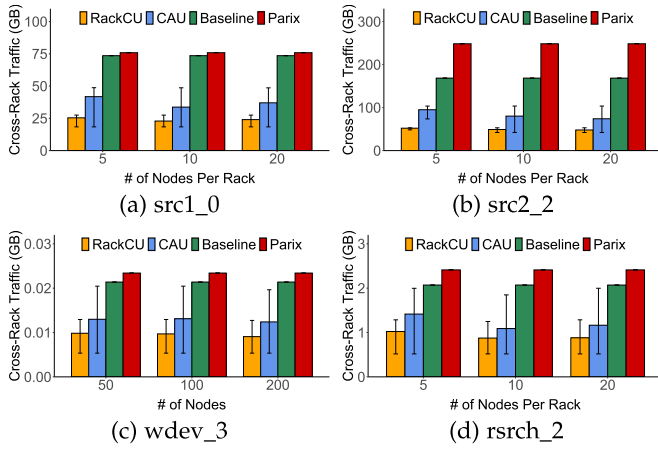 RackCU CAU Baseline Parix
Cross-Rack Traffic (GB)
100
75
50
25
0
5 10 20
# of Nodes Per Rack
(a) src1_0
RackCU CAU Baseline Parix
Cross-Rack Traffic (GB)
300
200
100
0
5 10 20
# of Nodes Per Rack
(b) src2_2
RackCU CAU Baseline Parix
Cross-Rack Traffic (GB)
0.03
0.02
0.01
0.00
50 100 200
# of Nodes
(c) wdev_3
RackCU CAU Baseline Parix
Cross-Rack Traffic (GB)
3
2
1
0
5 10 20
# of Nodes Per Rack
(d) rsrch_2